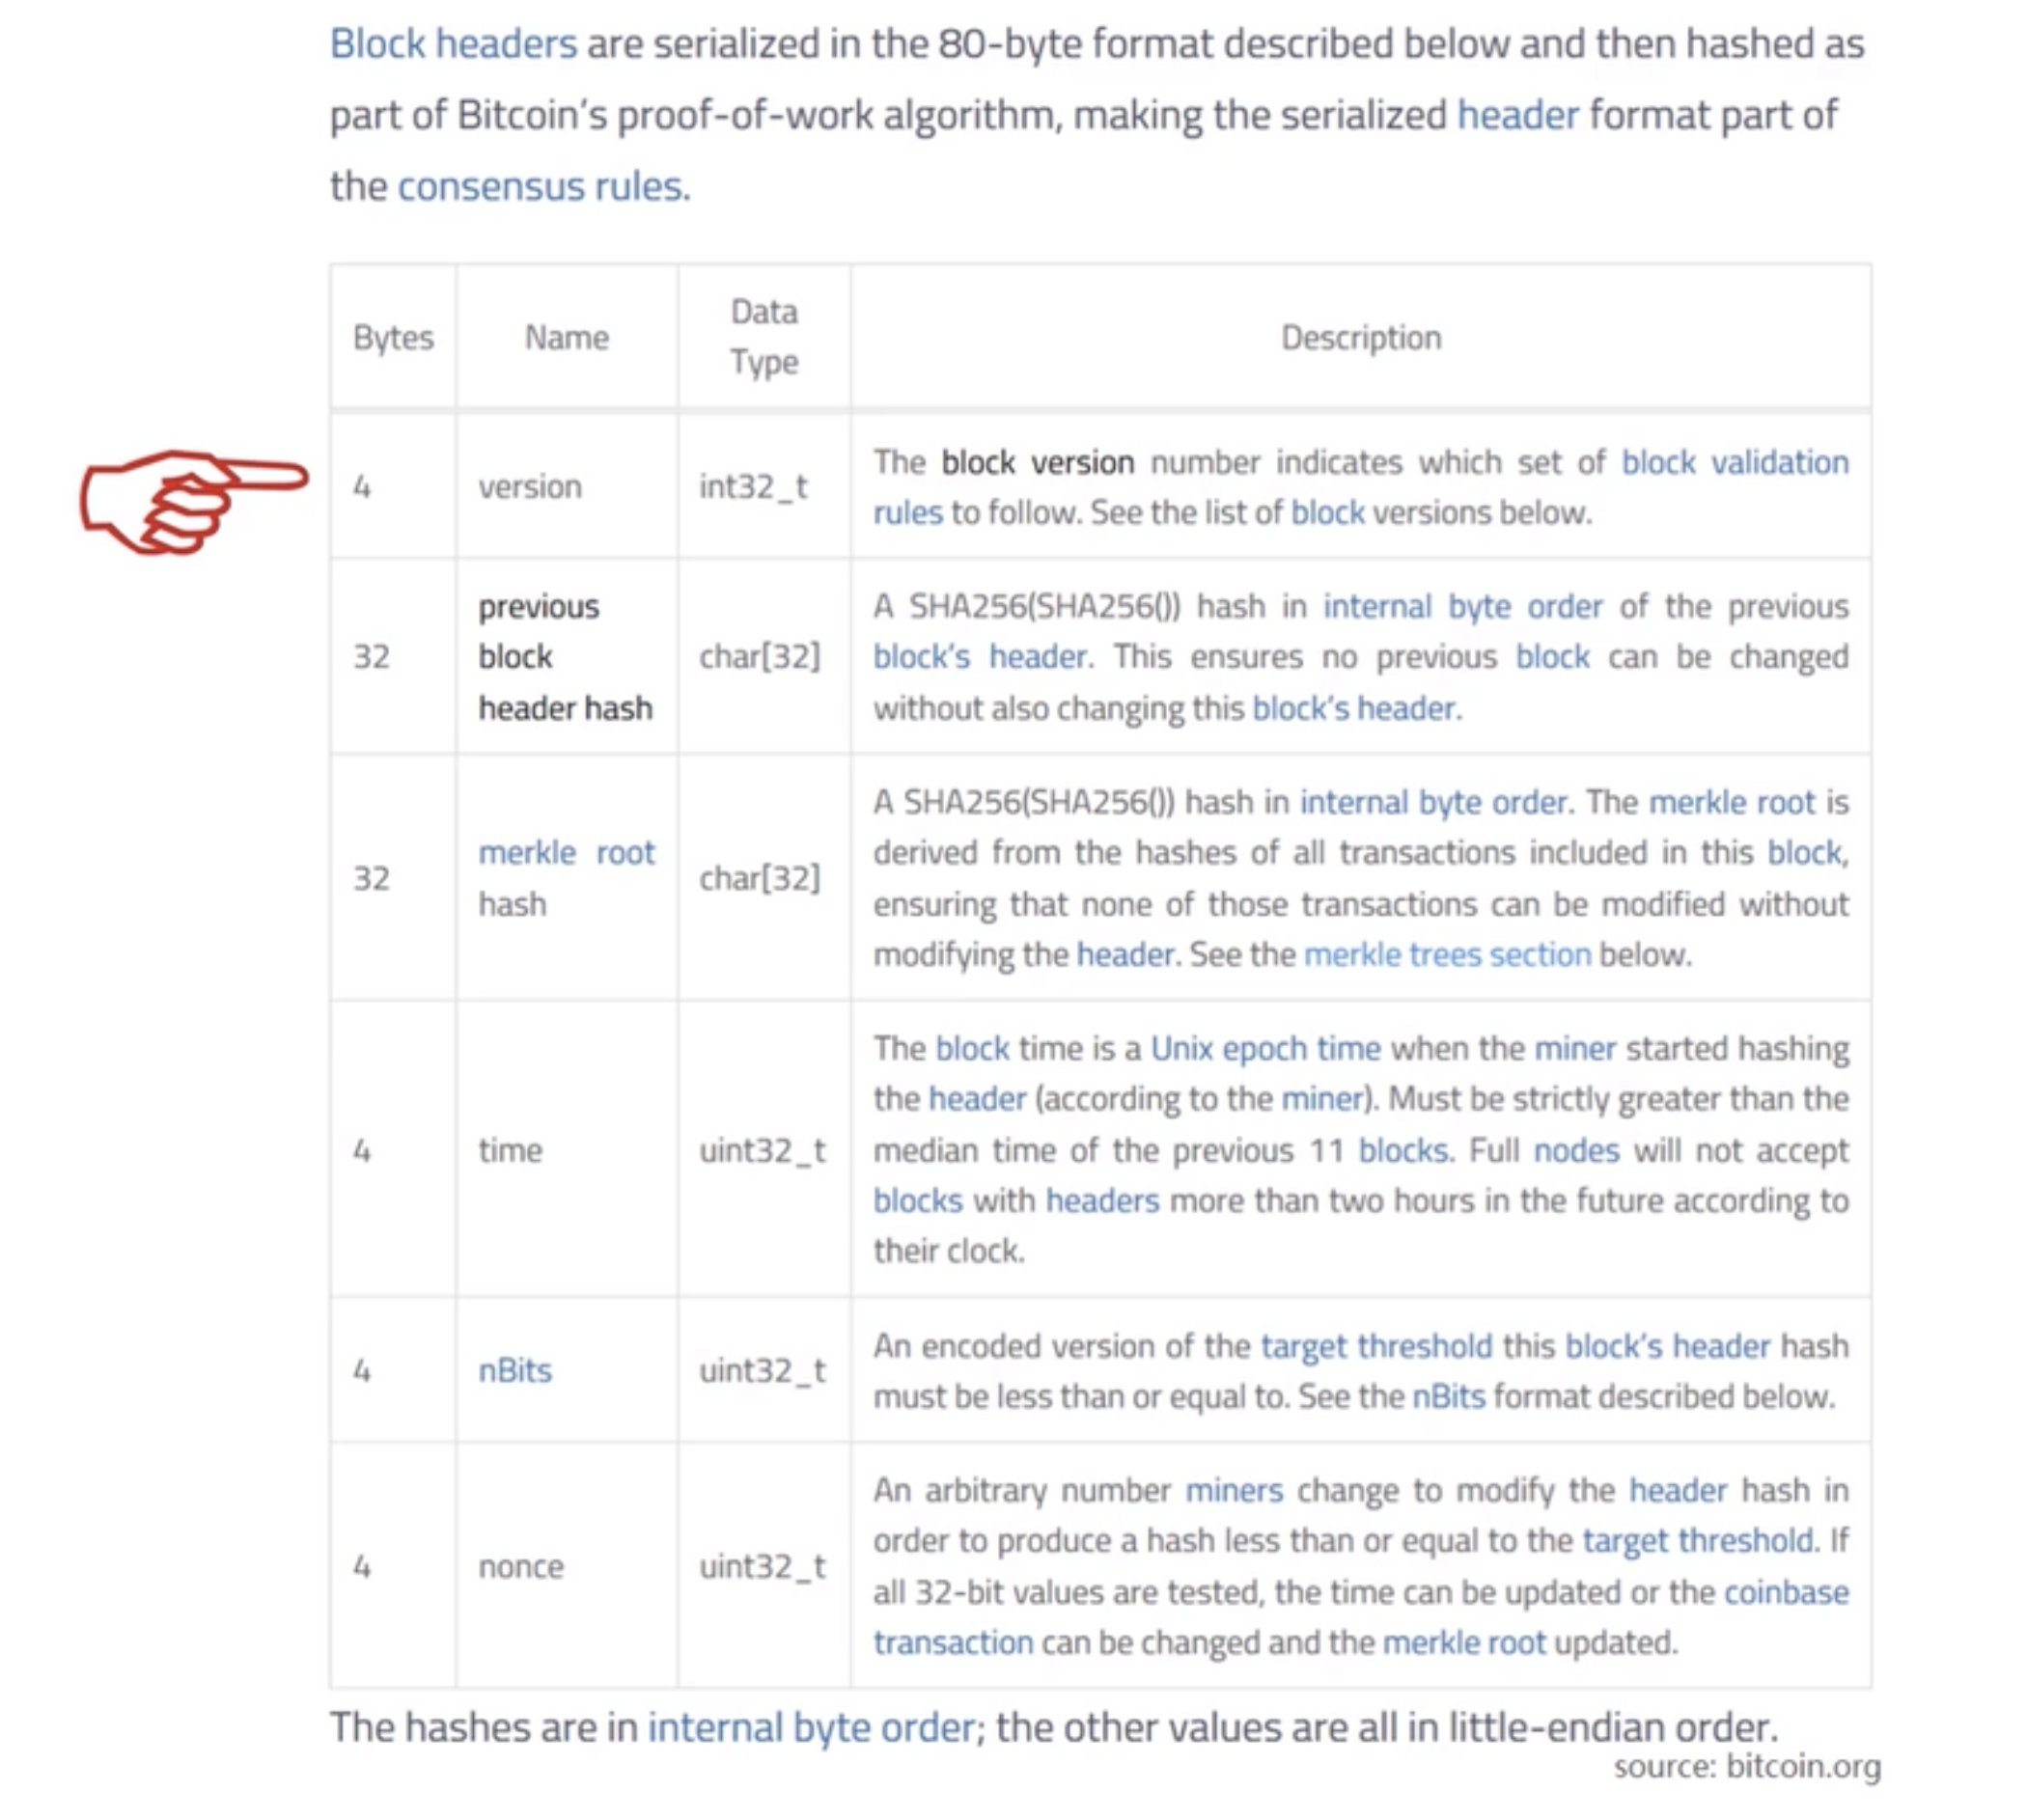 Block headers are serialized in the 80-byte format described below and then hashed as
part of Bitcoin's proof-of-work algorithm, making the serialized header format part of
the consensus rules.
Bytes Name Data Type Description
4 version int32_t The block version number indicates which set of block validation
rules to follow. See the list of block versions below.
32 previous block header hash char[32] A SHA256(SHA256()) hash in internal byte order of the previous
block's header. This ensures no previous block can be changed
without also changing this block's header.
32 merkle root hash char[32] A SHA256(SHA256()) hash in internal byte order. The merkle root is
derived from the hashes of all transactions included in this block,
ensuring that none of those transactions can be modified without
modifying the header. See the merkle trees section below.
4 time uint32_t The block time is a Unix epoch time when the miner started hashing
the header (according to the miner). Must be strictly greater than the
median time of the previous 11 blocks. Full nodes will not accept
blocks with headers more than two hours in the future according to
their clock.
4 nBits uint32_t An encoded version of the target threshold this block's header hash
must be less than or equal to. See the nBits format described below.
4 nonce uint32_t An arbitrary number miners change to modify the header hash in
order to produce a hash less than or equal to the target threshold. If
all 32-bit values are tested, the time can be updated or the coinbase
transaction can be changed and the merkle root updated.
The hashes are in internal byte order; the other values are all in little-endian order.
source: bitcoin.org